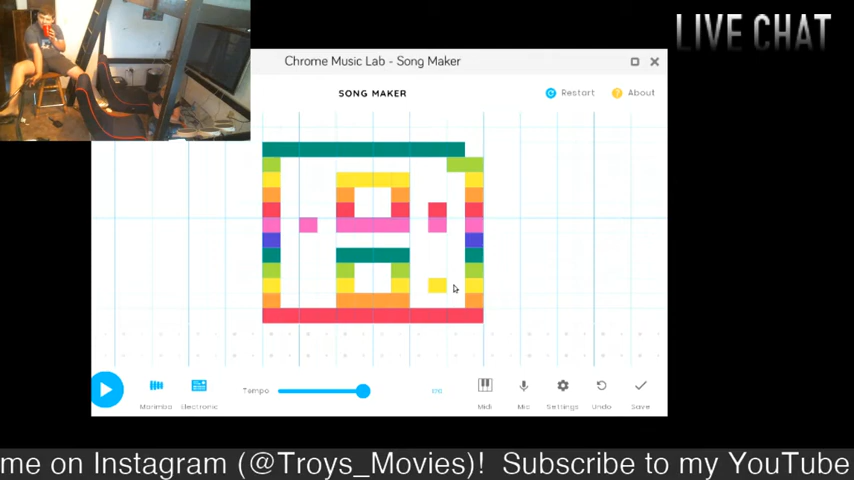 LIVE CHAT
Chrome Music Lab - Song Maker
SONG MAKER
Restart
? About
Tempo
Marimba
Electronic
Midi
Mic
Settings
Undo
Save
me on Instagram (@Troys_Movies)! Subscribe to my YouTube